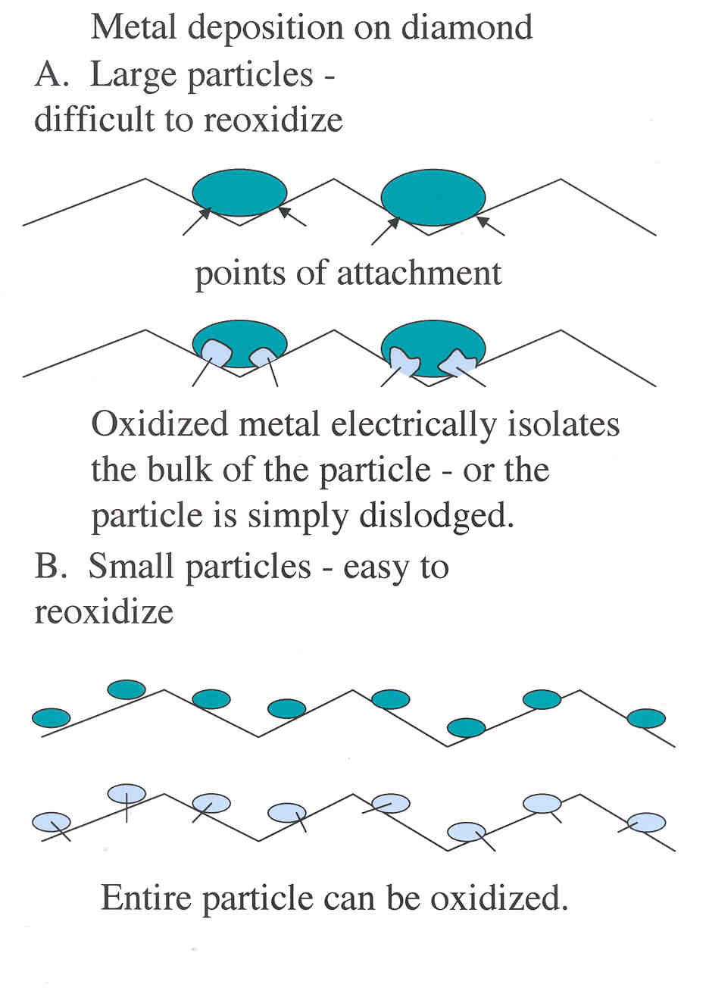 Metal deposition on diamond
A. Large particles -
difficult to reoxidize
points of attachment
Oxidized metal electrically isolates
the bulk of the particle - or the
particle is simply dislodged.
B. Small particles - easy to
reoxidize
Entire particle can be oxidized.